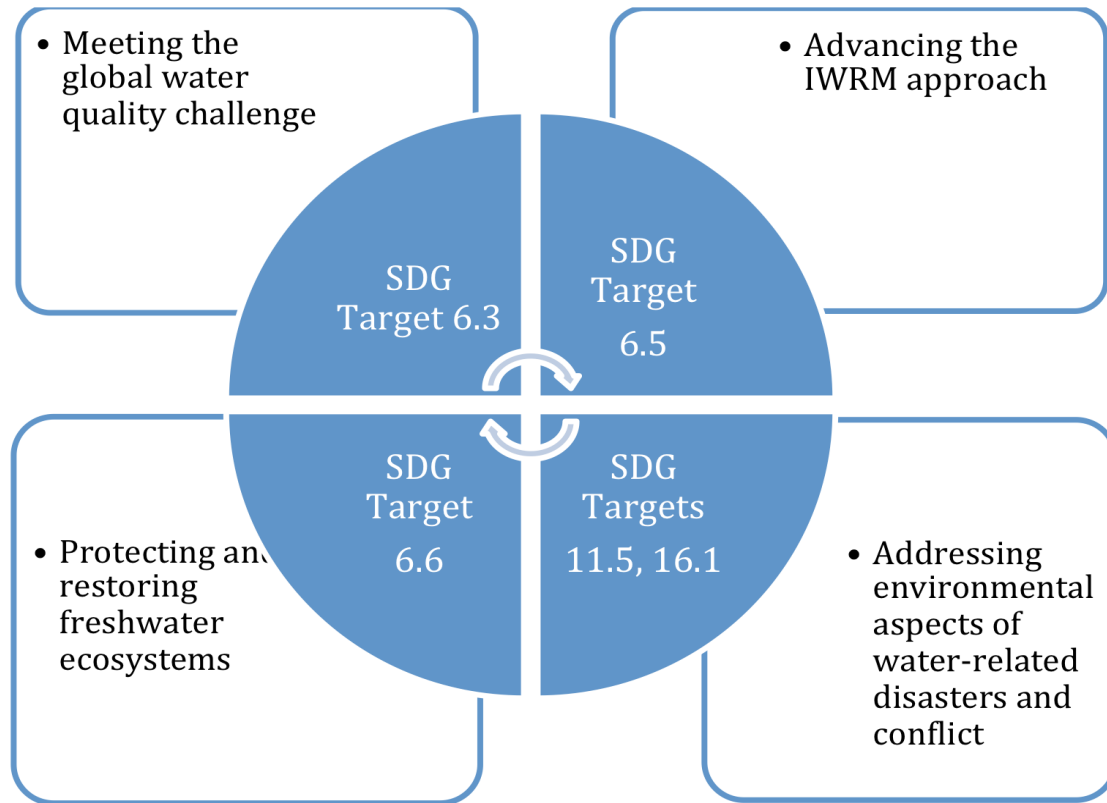 • Meeting the
global water
quality challenge
• Advancing the
IWRM approach
SDG
Target 6.3
SDG
Target
6.5
SDG
Target
6.6
SDG
Targets
11.5, 16.1
• Protecting and
restoring
freshwater
ecosystems
• Addressing
environmental
aspects of
water-related
disasters and
conflict